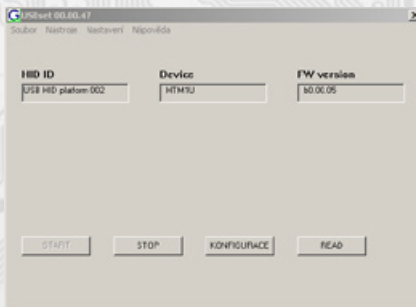 USBset 00.00.47
Soubor Nastroje Nastavení Nápověda
HID ID Device FW version
USB HID platform 002 HTM1U b0.00.05
START STOP KONFIGURACE READ